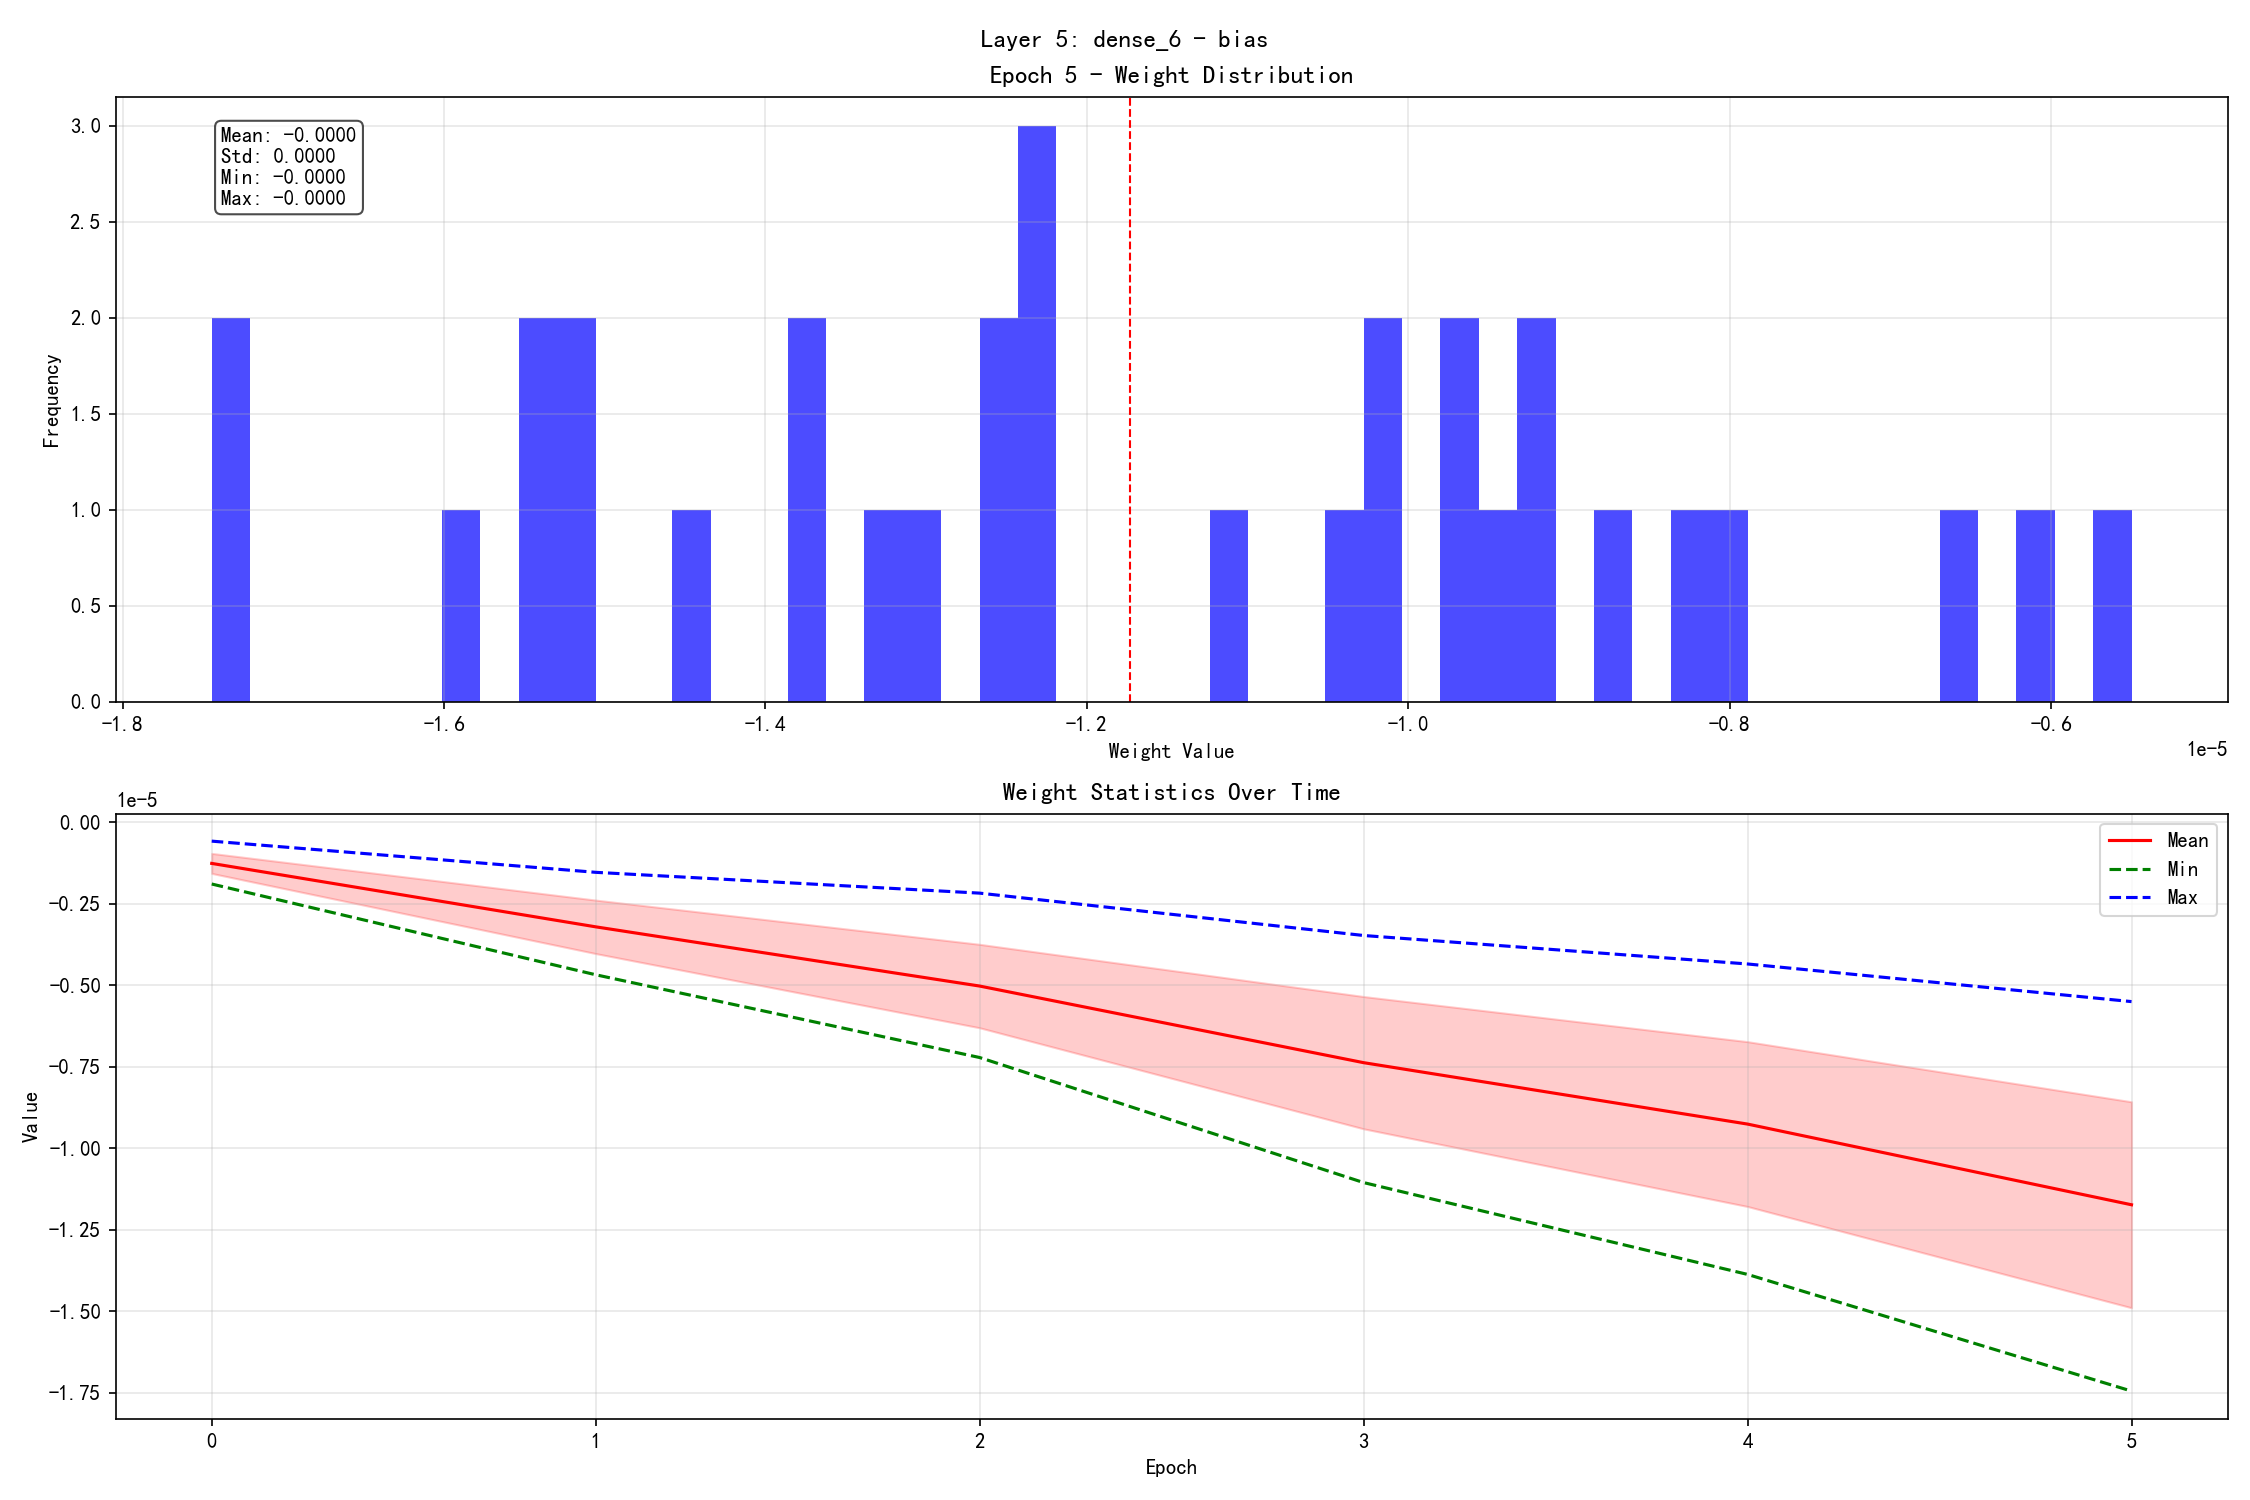 Layer 5: dense_6 - bias
Epoch 5 - Weight Distribution
Mean: -0.0000
Std: 0.0000
Min: -0.0000
Max: -0.0000
3.0
2.5
2.0
1.5
1.0
0.5
0.0
Frequency
-1.8 -1.6 -1.4 -1.2 -1.0 -0.8 -0.6
1e-5
Weight Value
Weight Statistics Over Time
1e-5
0.00
-0.25
-0.50
-0.75
-1.00
-1.25
-1.50
-1.75
Value
Mean
Min
Max
0 1 2 3 4 5
Epoch